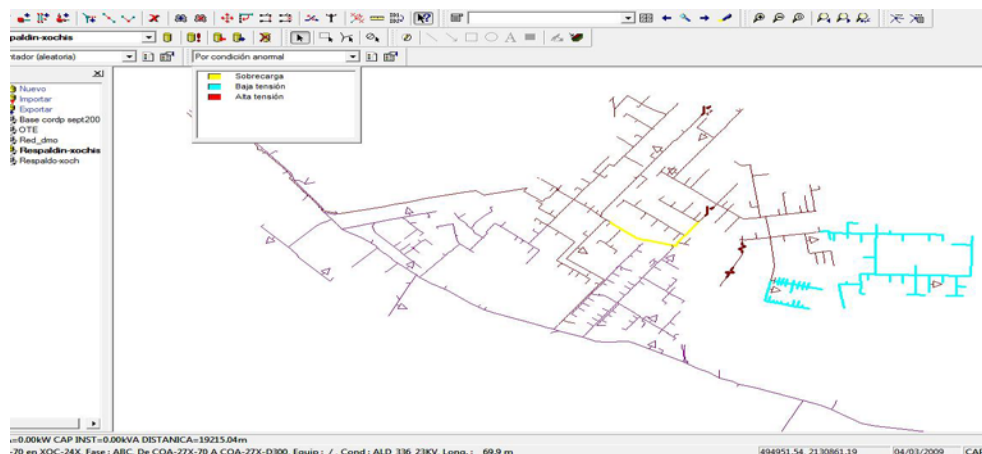 paldin-xochis
ntador (aleatoria)
Por condición anormal
Sobrecarga
Baja tensión
Alta tensión
Nuevo
Importar
Exportar
Base cordp sept200
OTE
Red_dmo
Respaldin-xochis
Respaldo-xoch
A=0.00kW CAP INST=0.00kVA DISTANICA=19215.04m
-70 en XOC-24X, Fase : ABC, De COA-27X-70 A COA-27X-D300, Equip : / , Cond : ALD_336_23KV, Long. : 69.9 m
494951.54, 2130861.19
04/03/2009
CAP